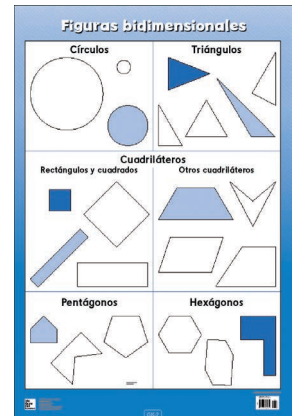 Figuras bidimensionales
Círculos
Triángulos
Cuadriláteros
Rectángulos y cuadrados
Otros cuadriláteros
Pentágonos
Hexágonos